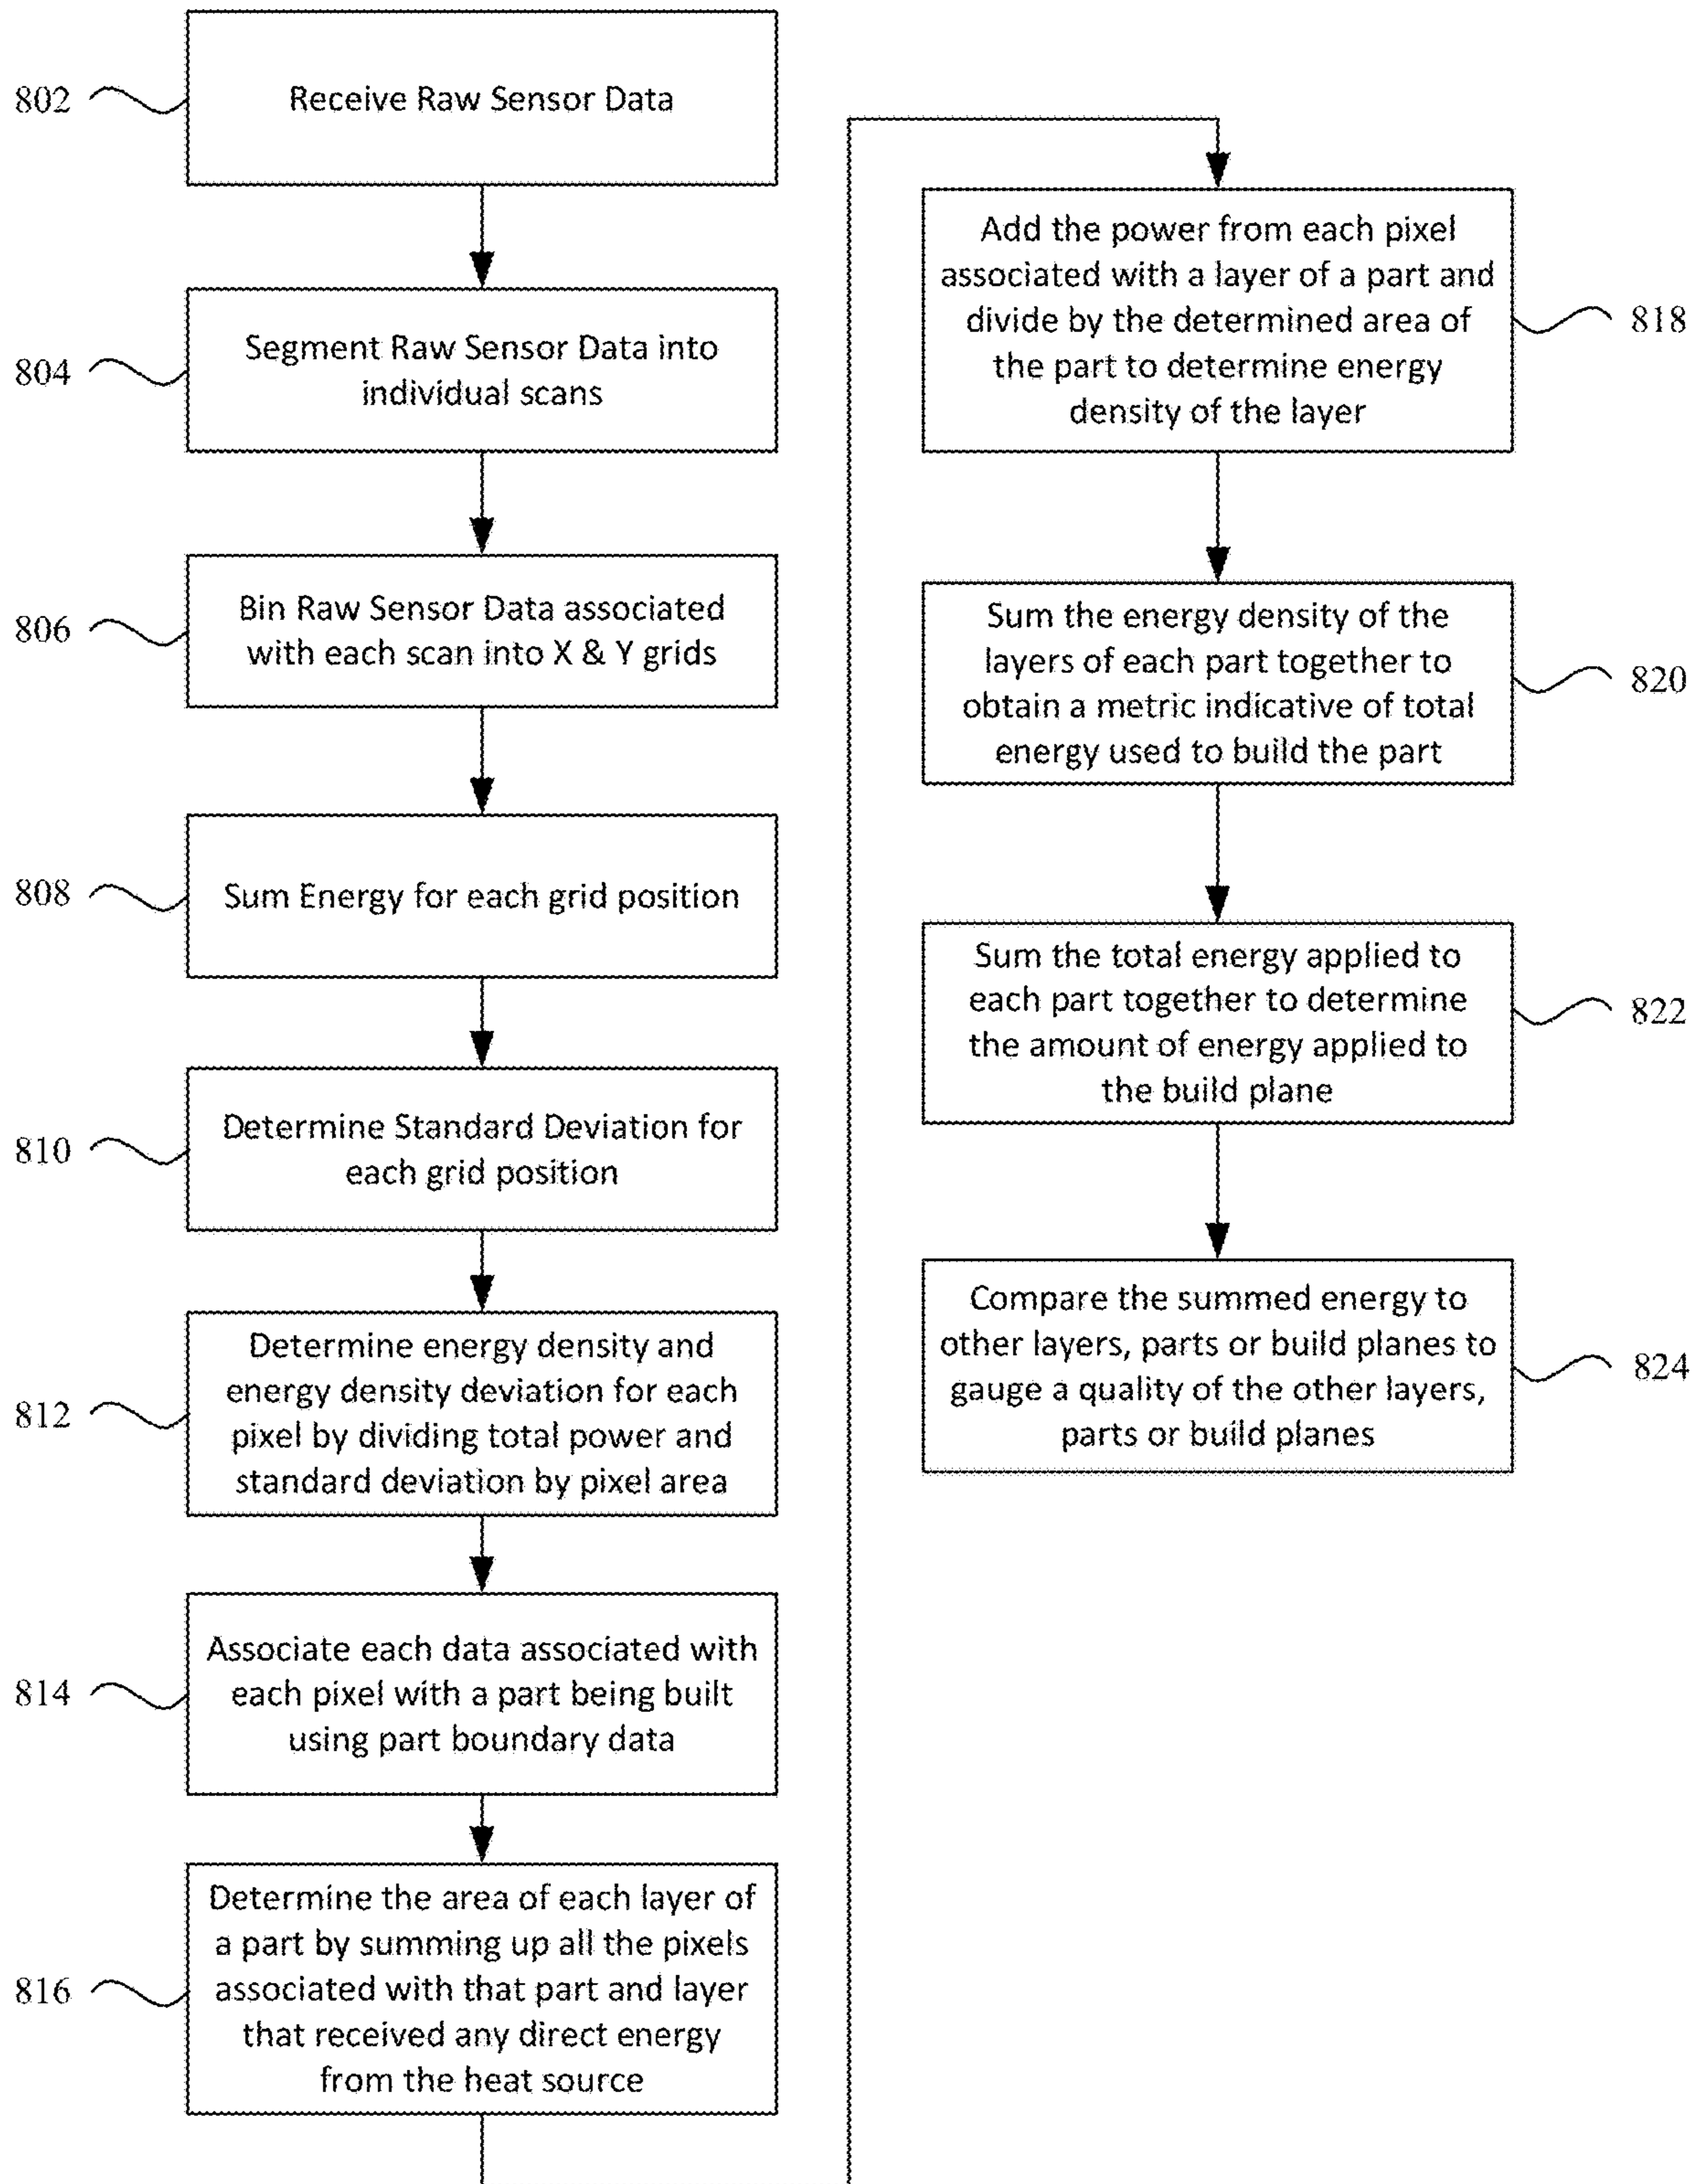 802
Receive Raw Sensor Data
804
Segment Raw Sensor Data into
individual scans
806
Bin Raw Sensor Data associated
with each scan into X & Y grids
808
Sum Energy for each grid position
810
Determine Standard Deviation for
each grid position
812
Determine energy density and
energy density deviation for each
pixel by dividing total power and
standard deviation by pixel area
814
Associate each data associated with
each pixel with a part being built
using part boundary data
816
Determine the area of each layer of
a part by summing up all the pixels
associated with that part and layer
that received any direct energy
from the heat source
Add the power from each pixel
associated with a layer of a part and
divide by the determined area of
the part to determine energy
density of the layer
818
Sum the energy density of the
layers of each part together to
obtain a metric indicative of total
energy used to build the part
820
Sum the total energy applied to
each part together to determine
the amount of energy applied to
the build plane
822
Compare the summed energy to
other layers, parts or build planes to
gauge a quality of the other layers,
parts or build planes
824